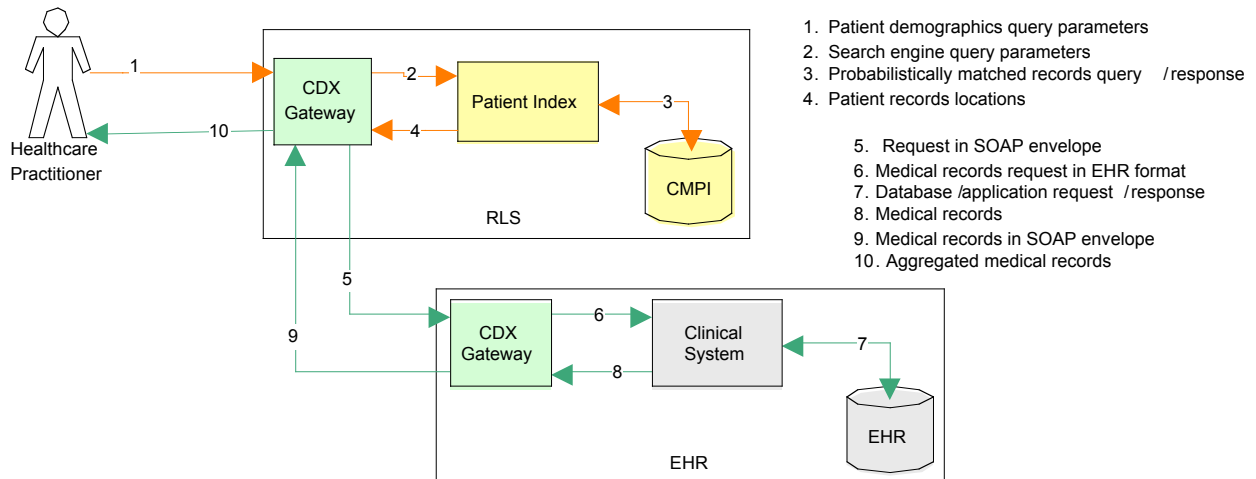 1. Patient demographics query parameters
2. Search engine query parameters
3. Probabilistically matched records query / response
4. Patient records locations
5. Request in SOAP envelope
6. Medical records request in EHR format
7. Database / application request / response
8. Medical records
9. Medical records in SOAP envelope
10. Aggregated medical records
Healthcare
Practitioner
1
10
CDX
Gateway
2
4
Patient Index
3
CMPI
RLS
5
9
CDX
Gateway
6
8
Clinical
System
7
EHR
EHR